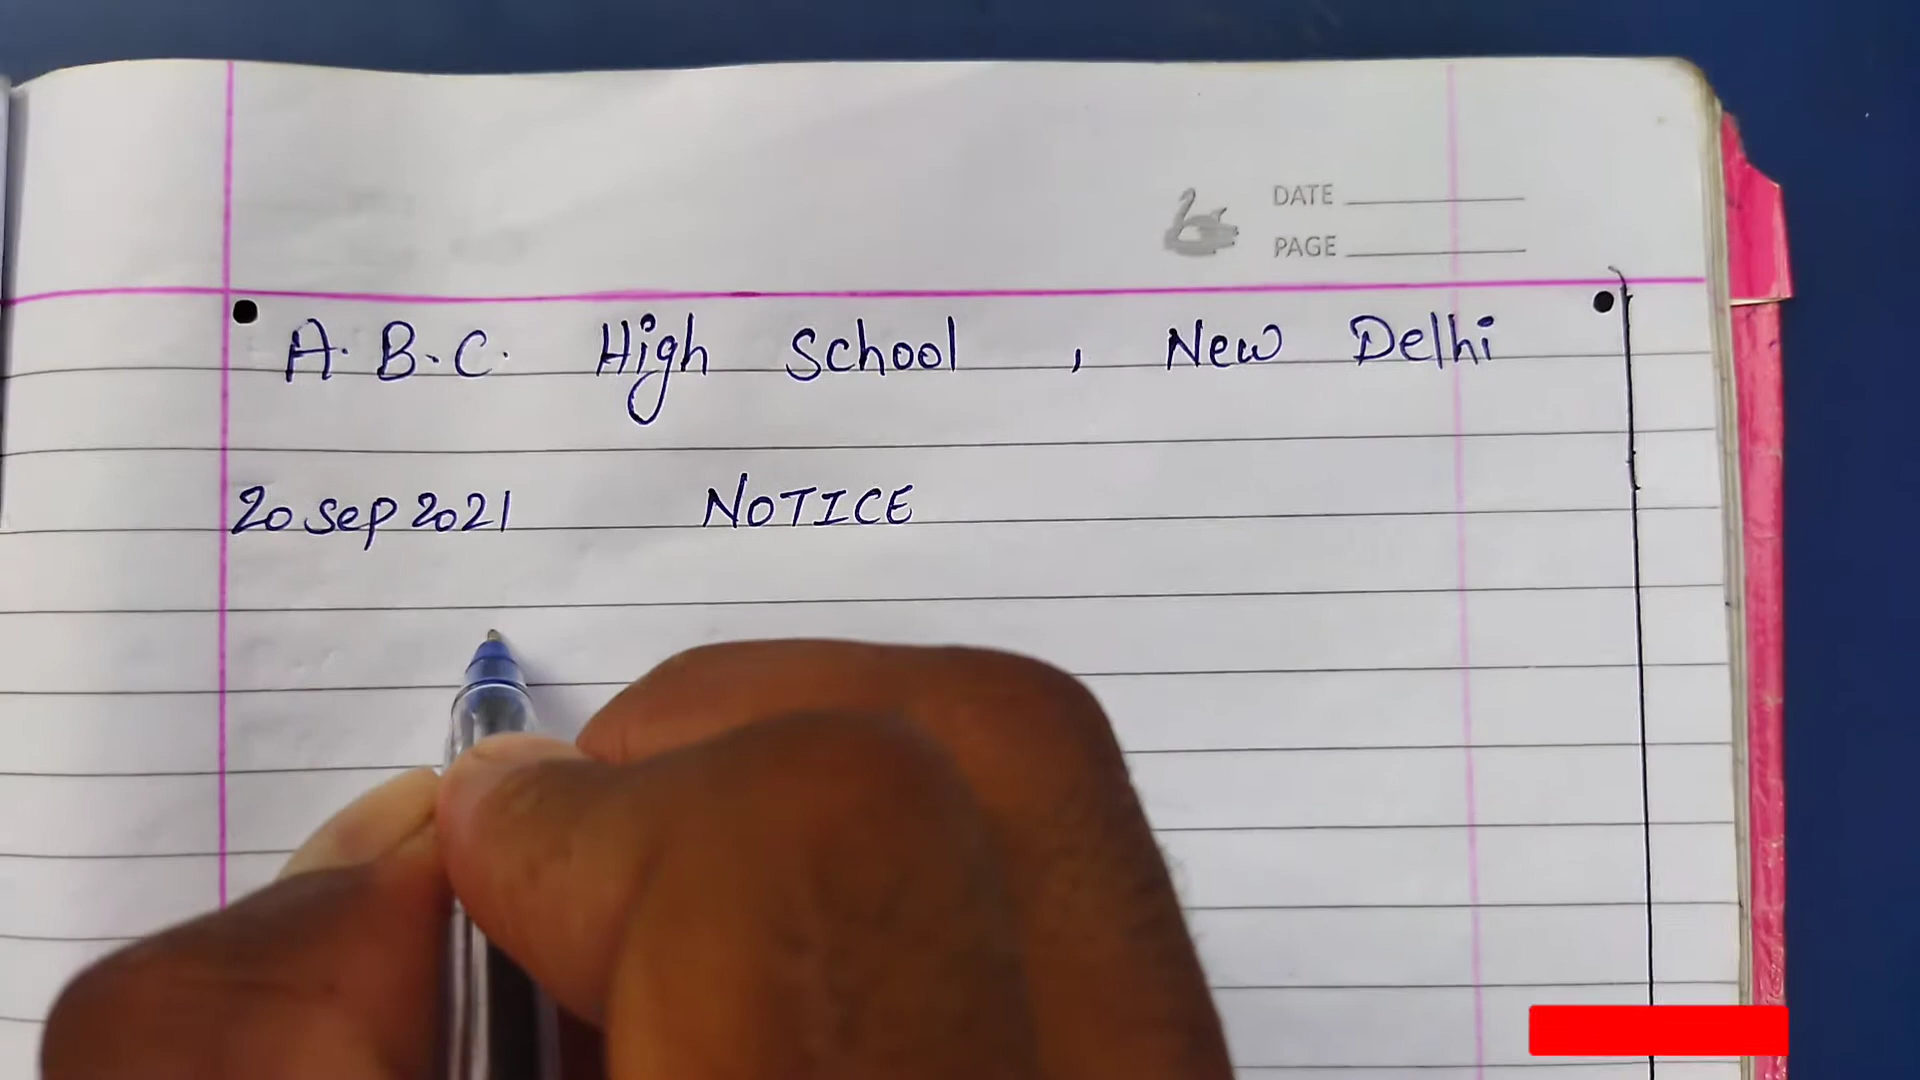 DATE
PAGE
A. B. C. High School , New Delhi
20 Sep 2021 NOTICE